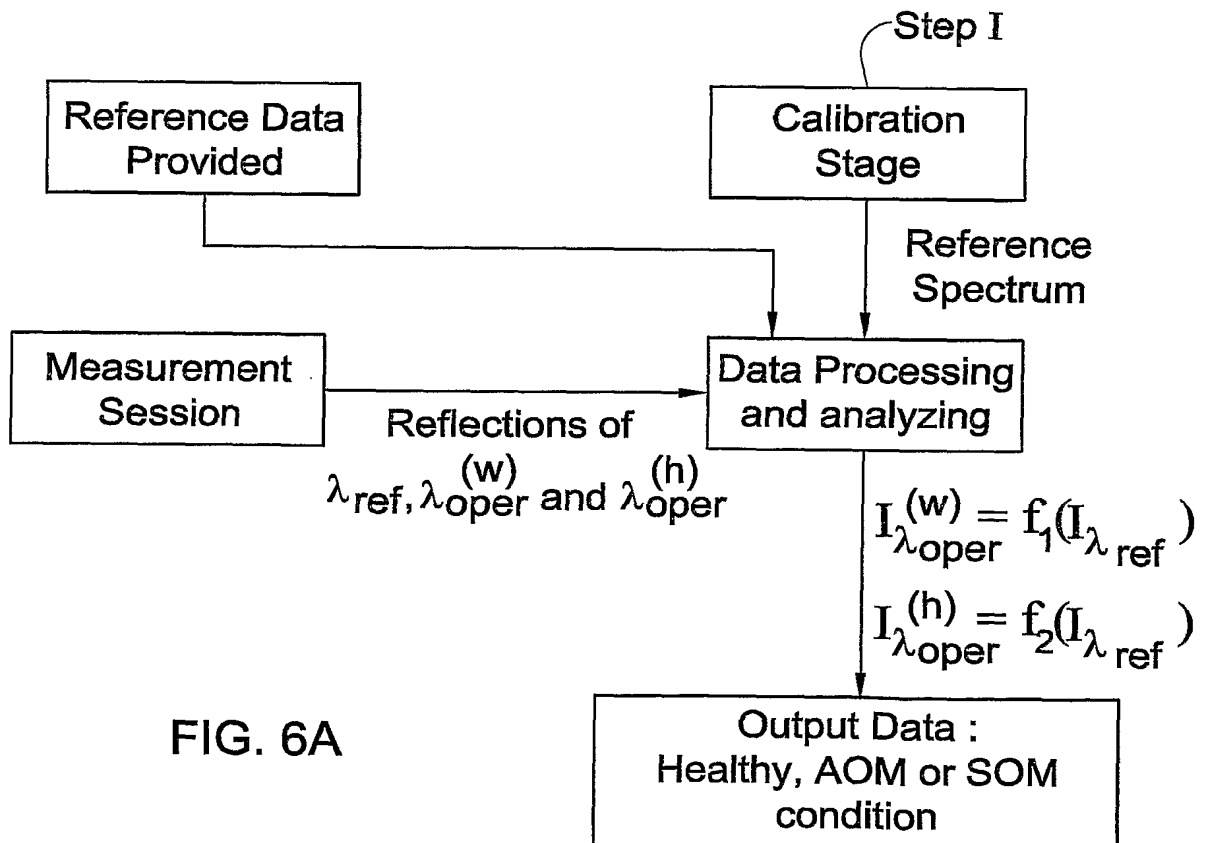 Step I
Reference Data
Provided
Calibration
Stage
Reference
Spectrum
Measurement
Session
Reflections of
λref, λoper(w) and λoper(h)
Data Processing
and analyzing
Iλoper(w) = f1(Iλref)
Iλoper(h) = f2(Iλref)
Output Data :
Healthy, AOM or SOM
condition
FIG. 6A